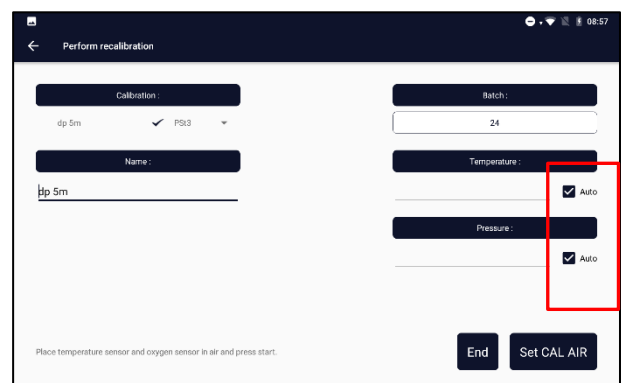 08:57
Perform recalibration
Calibration :
dp 5m PSt3
Name :
dp 5m
Batch :
24
Temperature :
Auto
Pressure :
Auto
Place temperature sensor and oxygen sensor in air and press start.
End Set CAL AIR